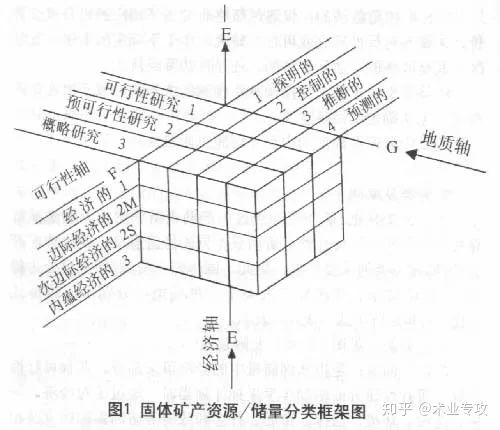 E
可行性研究 1
预可行性研究 2
概略研究 3
1 探明的
2 控制的
3 推断的
4 预测的
G
地质轴
可行性轴
F
经济的 1
边际经济的 2M
次边际经济的 2S
内蕴经济的 3
经济轴
E
图1 固体矿产资源/储量分类框架图
知乎 @术业专攻